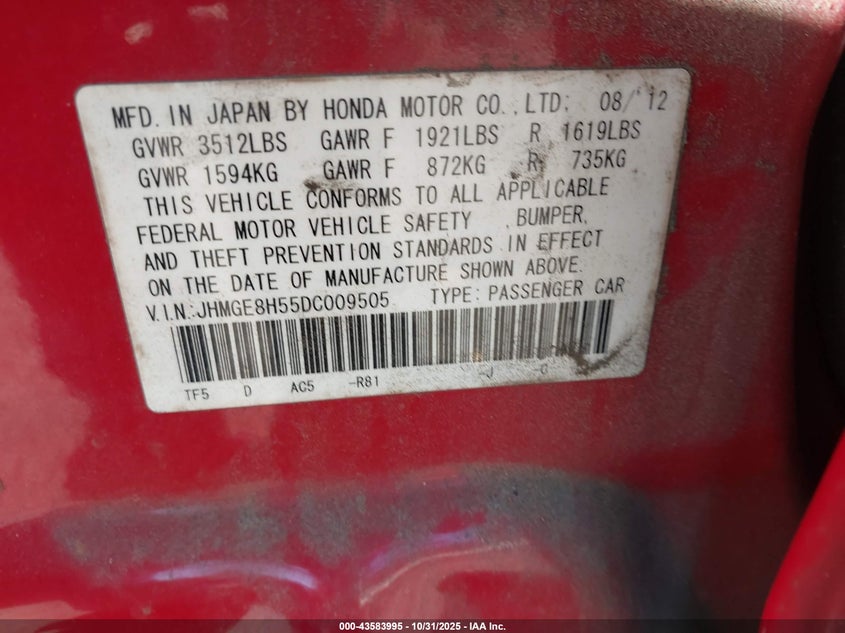 MFD. IN JAPAN BY HONDA MOTOR CO., LTD: 08/'12
GVWR 3512LBS GAWR F 1921LBS R 1619LBS
GVWR 1594KG GAWR F 872KG R 735KG
THIS VEHICLE CONFORMS TO ALL APPLICABLE
FEDERAL MOTOR VEHICLE SAFETY ,BUMPER,
AND THEFT PREVENTION STANDARDS IN EFFECT
ON THE DATE OF MANUFACTURE SHOWN ABOVE.
V.I.N:JHMGE8H55DC009505 TYPE:PASSENGER CAR
TF5 D AC5 -R81 -J -C
000-43583995 - 10/31/2025 - IAA Inc.